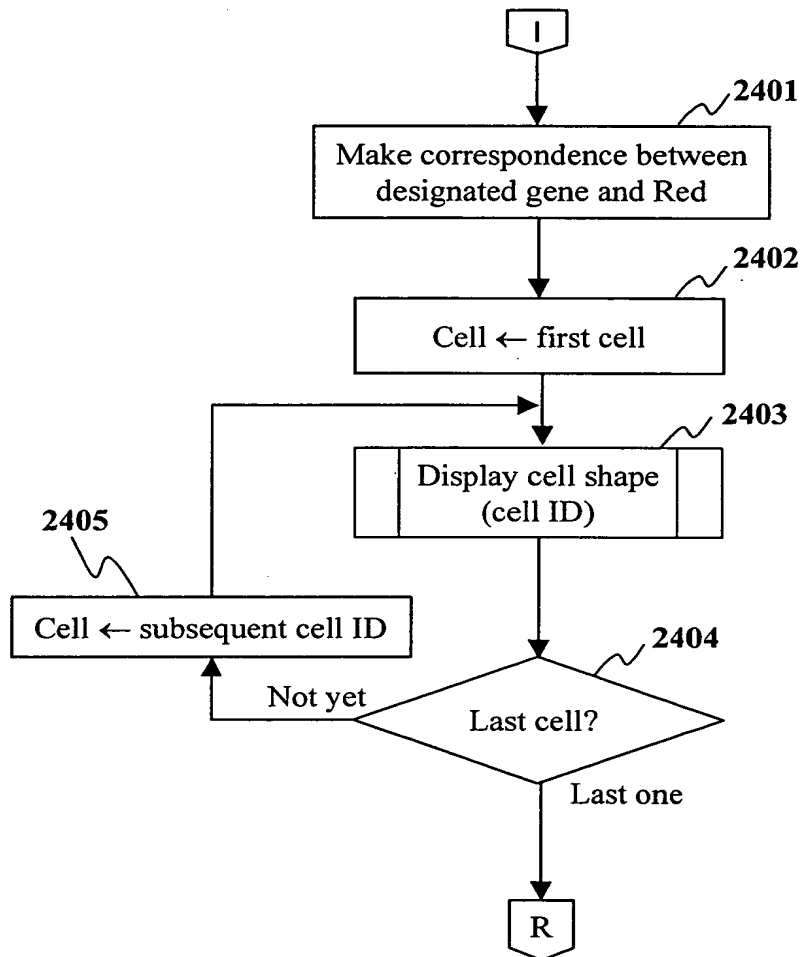 I
2401
Make correspondence between
designated gene and Red
2402
Cell ← first cell
2403
Display cell shape
(cell ID)
2405
Cell ← subsequent cell ID
2404
Not yet
Last cell?
Last one
R